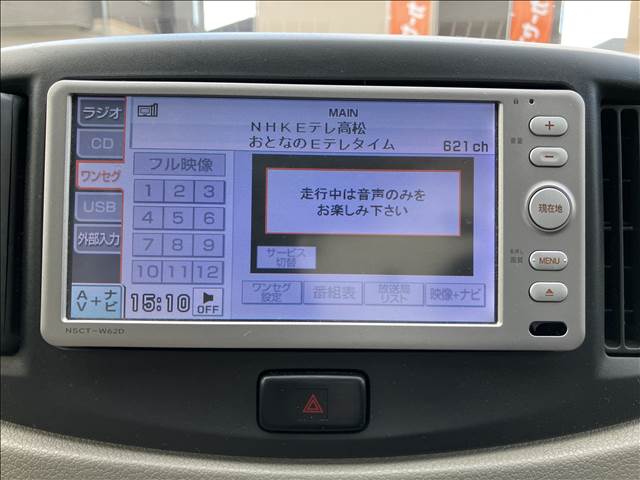 MAIN
NHKEテレ高松
おとなのEテレタイム 621ch
ラジオ
CD
ワンセグ
USB
外部入力
フル映像
1 2 3
4 5 6
7 8 9
10 11 12
走行中は音声のみを
お楽しみ下さい
サービス
切替
ワンセグ
設定
番組表
放送局
リスト
映像+ナビ
AV+ナビ
15:10
OFF
NSCT-W62D
+
音量
−
現在地
MENU